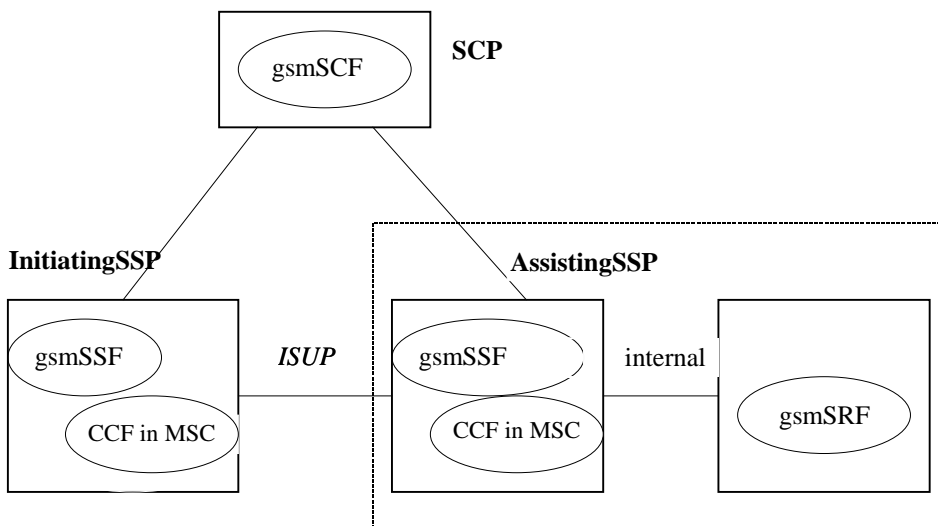 SCP
gsmSCF
InitiatingSSP
AssistingSSP
gsmSSF
ISUP
gsmSSF
internal
CCF in MSC
CCF in MSC
gsmSRF